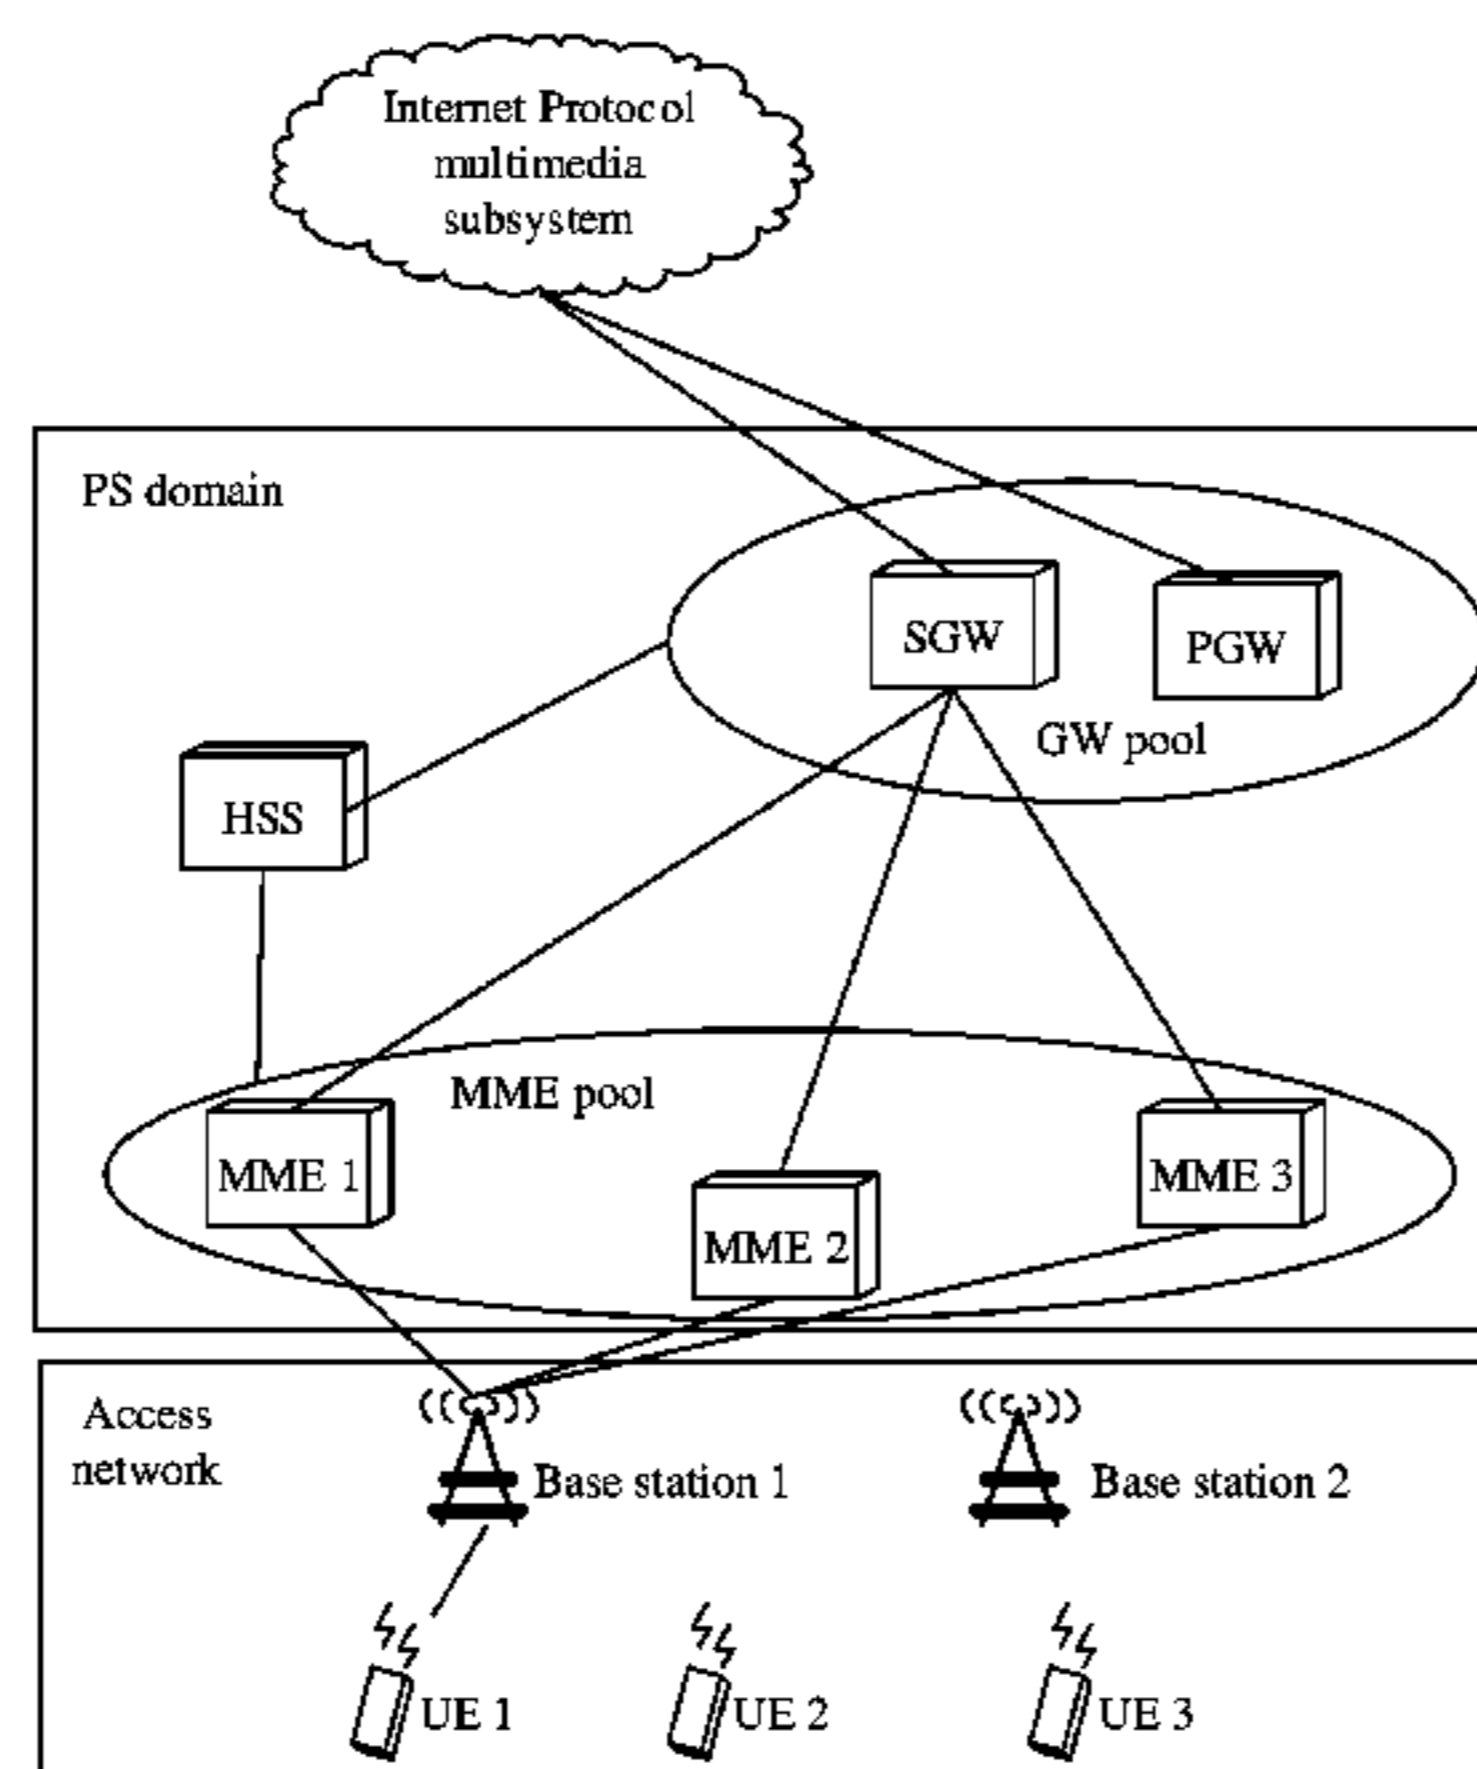 Internet Protocol
multimedia
subsystem
PS domain
SGW
PGW
GW pool
HSS
MME pool
MME 1
MME 2
MME 3
Access
network
Base station 1
Base station 2
UE 1
UE 2
UE 3